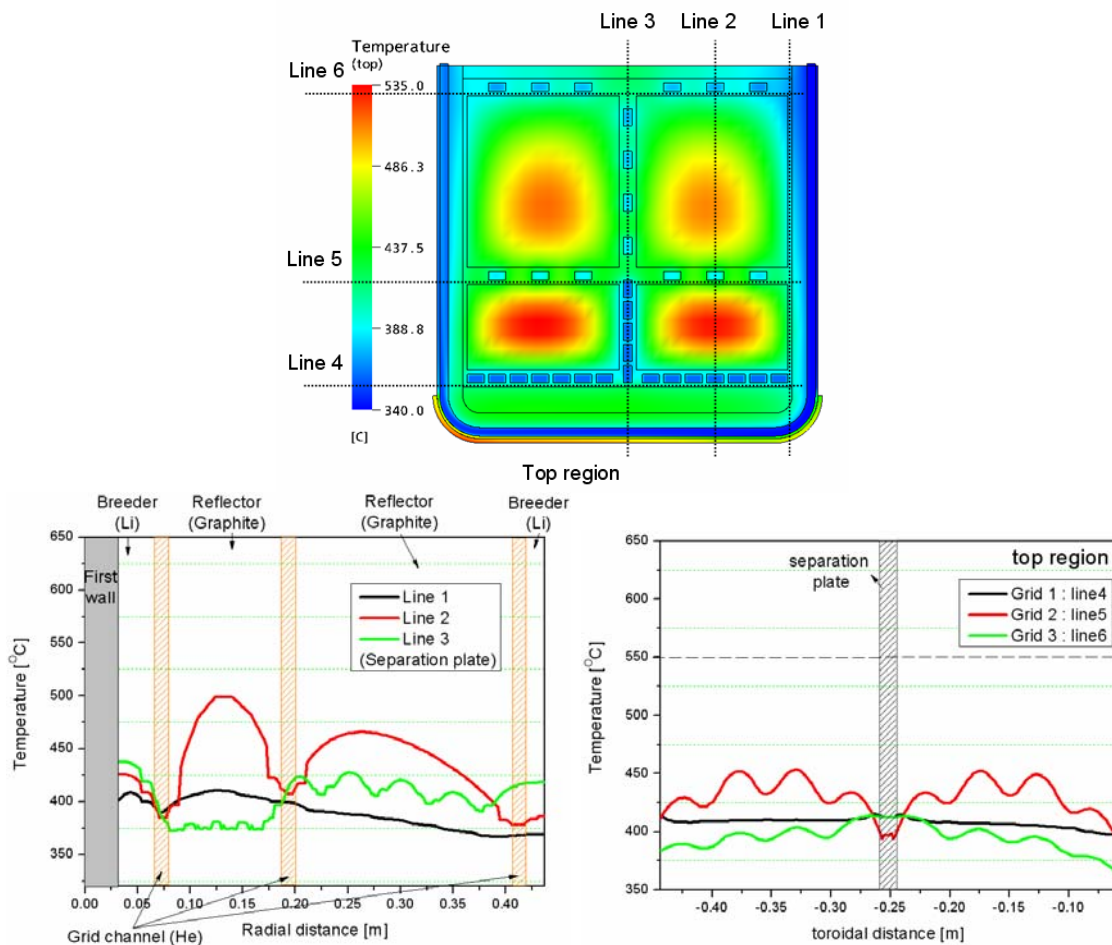 Line 3
Line 2
Line 1
Temperature
(top)
Line 6
535.0
486.3
437.5
Line 5
388.8
Line 4
340.0
[C]
Top region
Breeder
(Li)
Reflector
(Graphite)
Reflector
(Graphite)
Breeder
(Li)
650
600
550
500
450
400
350
Temperature [°C]
First
wall
Line 1
Line 2
Line 3
(Separation plate)
0.00
0.05
0.10
0.15
0.20
0.25
0.30
0.35
0.40
Grid channel (He)
Radial distance [m]
650
600
550
500
450
400
350
Temperature [°C]
separation
plate
top region
Grid 1 : line4
Grid 2 : line5
Grid 3 : line6
-0.40
-0.35
-0.30
-0.25
-0.20
-0.15
-0.10
toroidal distance [m]